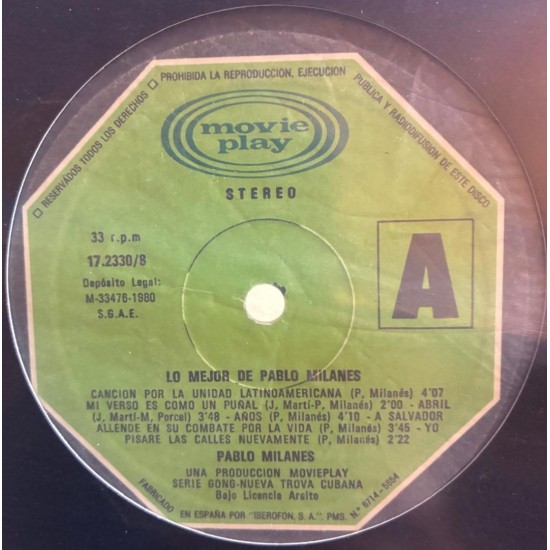 □ RESERVADOS TODOS LOS DERECHOS □ PROHIBIDA LA REPRODUCCION, EJECUCION PUBLICA Y RADIODIFUSION DE ESTE DISCO
movie
play
STEREO
33 r.p.m
17.2330/8
Depósito Legal:
M-33476-1980
S.G.A.E.
A
LO MEJOR DE PABLO MILANES
CANCION POR LA UNIDAD LATINOAMERICANA (P, Milanés) 4'07
MI VERSO ES COMO UN PUÑAL (J, Martí-P, Milanés) 2'00 - ABRIL
(J, Martí-M, Porcel) 3'48 - AÑOS (P, Milanés) 4'10 - A SALVADOR
ALLENDE EN SU COMBATE POR LA VIDA (P, Milanés) 3'45 - YO
PISARE LAS CALLES NUEVAMENTE (P, Milanés) 2'22
PABLO MILANES
UNA PRODUCCION MOVIEPLAY
SERIE GONG-NUEVA TROVA CUBANA
Bajo Licencia Areito
FABRICADO EN ESPAÑA POR "IBEROFON, S. A.". PMS. N.º 6714 - 5654